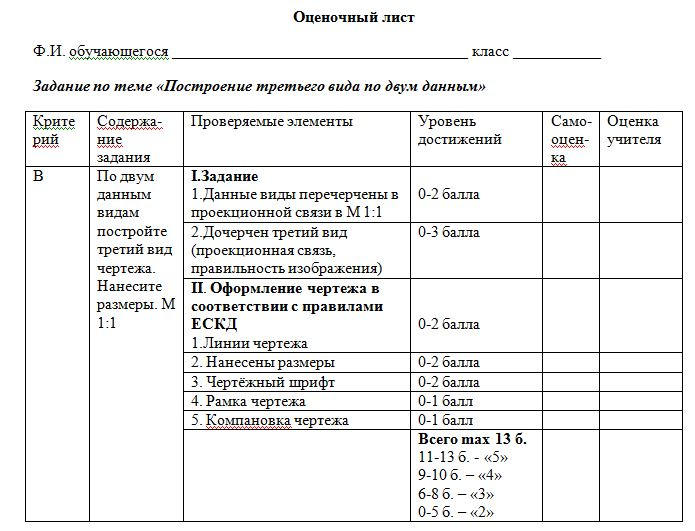 Оценочный лист
Ф.И. обучающегося ______________________________________ класс ___________
Задание по теме «Построение третьего вида по двум данным»
Крите
рий
Содержа-
ние
задания
Проверяемые элементы
Уровень
достижений
Само-
оцен-
ка
Оценка
учителя
В
По двум
данным
видам
постройте
третий вид
чертежа.
Нанесите
размеры. М
1:1
I.Задание
1.Данные виды перечерчены в
проекционной связи в М 1:1
0-2 балла
2.Дочерчен третий вид
(проекционная связь,
правильность изображения)
0-3 балла
II. Оформление чертежа в
соответствии с правилами
ЕСКД
1.Линии чертежа
0-2 балла
2. Нанесены размеры
0-2 балла
3. Чертёжный шрифт
0-2 балла
4. Рамка чертежа
0-1 балл
5. Компановка чертежа
0-1 балл
Всего max 13 б.
11-13 б. - «5»
9-10 б. – «4»
6-8 б. – «3»
0-5 б. – «2»